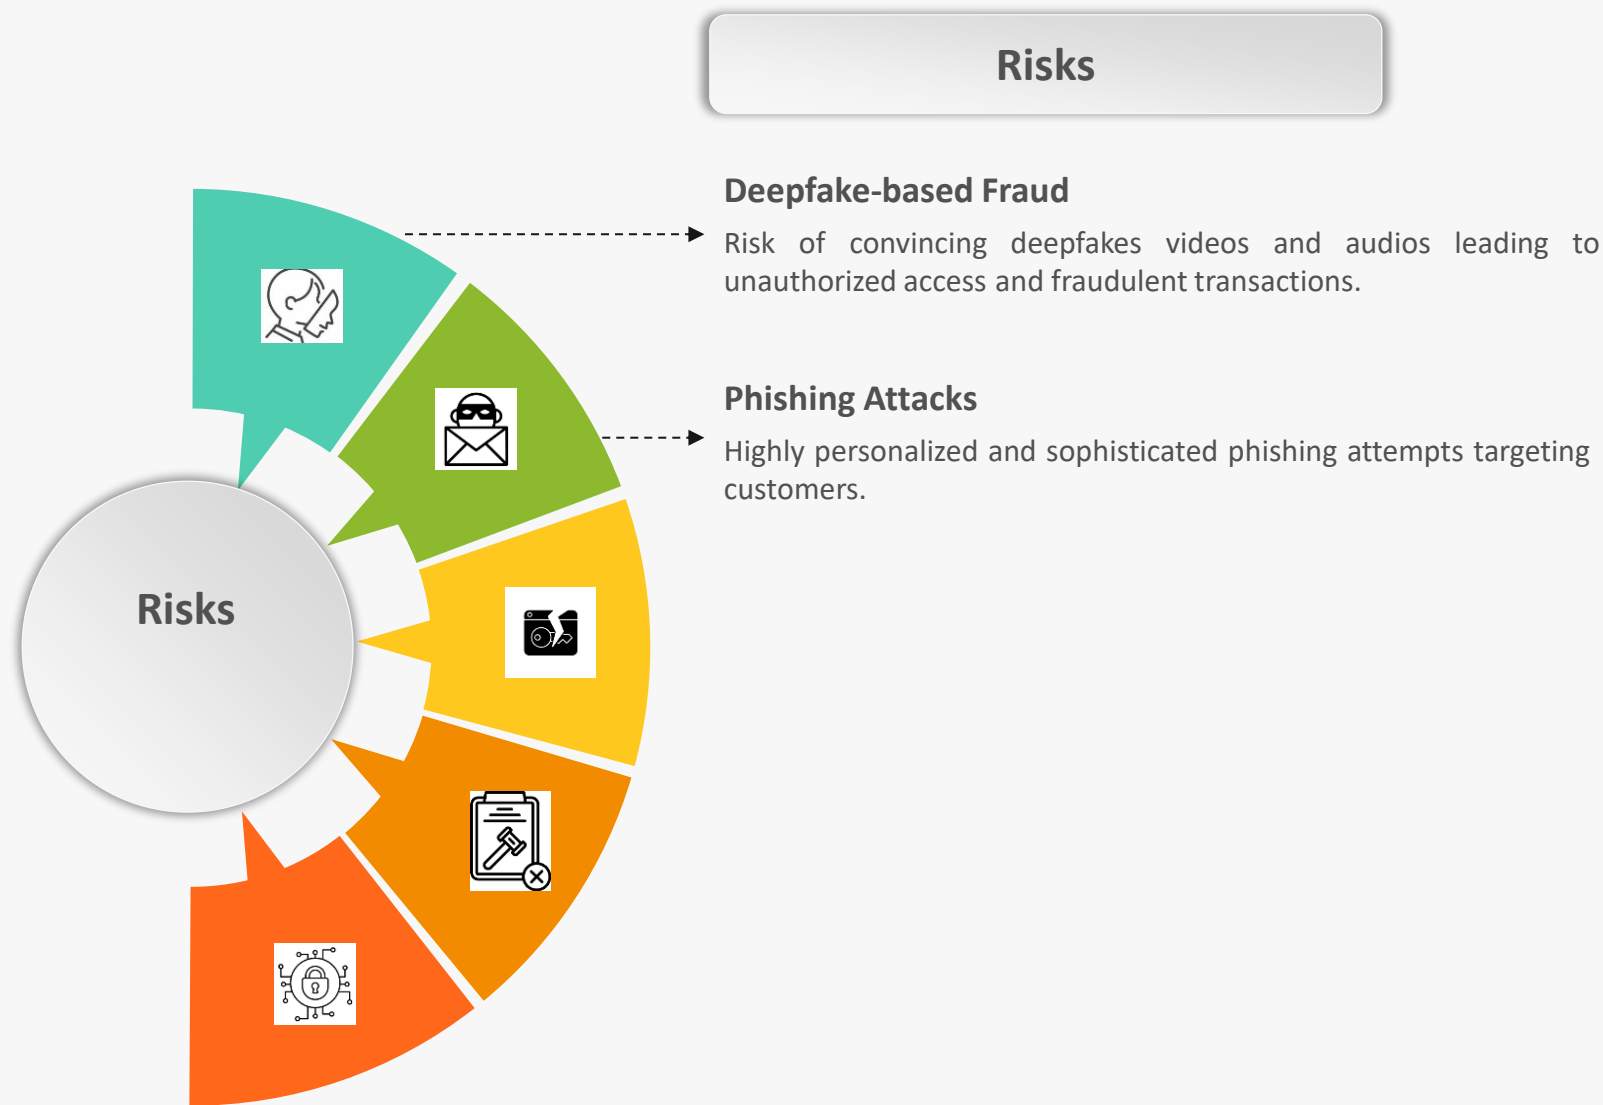 Risks
Deepfake-based Fraud
Risk of convincing deepfakes videos and audios leading to
unauthorized access and fraudulent transactions.
Phishing Attacks
Highly personalized and sophisticated phishing attempts targeting
customers.
Risks